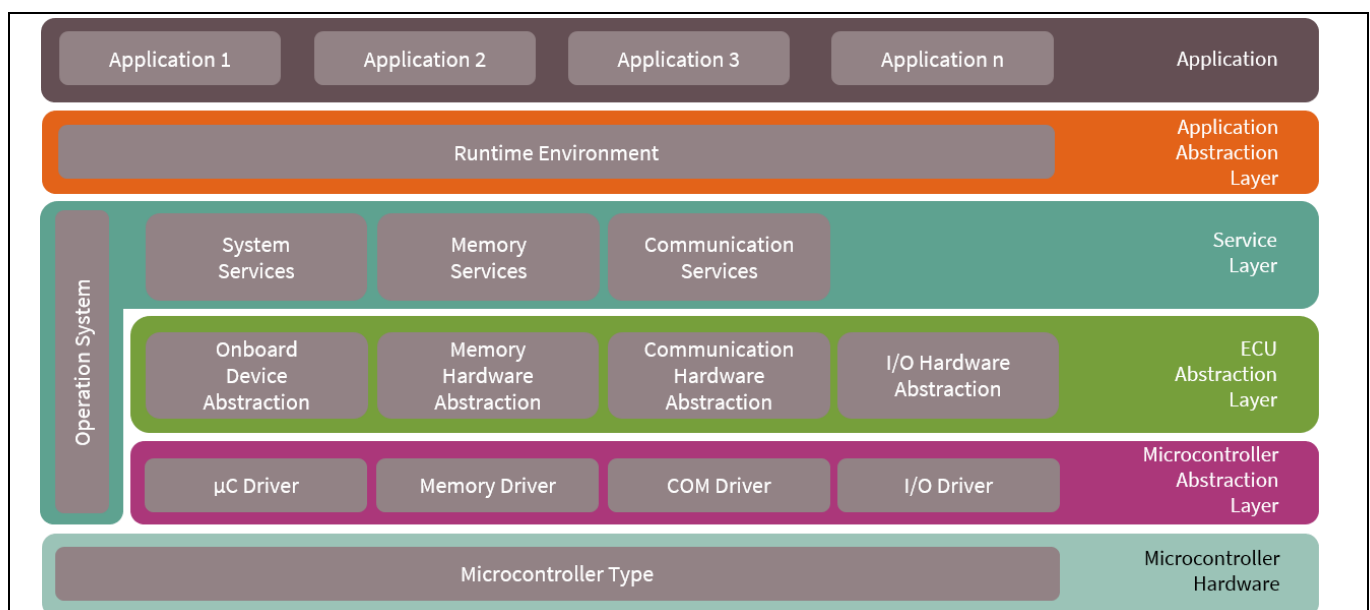 Application 1
Application 2
Application 3
Application n
Application
Runtime Environment
Application
Abstraction
Layer
Operation System
System
Services
Memory
Services
Communication
Services
Service
Layer
Onboard
Device
Abstraction
Memory
Hardware
Abstraction
Communication
Hardware
Abstraction
I/O Hardware
Abstraction
ECU
Abstraction
Layer
µC Driver
Memory Driver
COM Driver
I/O Driver
Microcontroller
Abstraction
Layer
Microcontroller Type
Microcontroller
Hardware